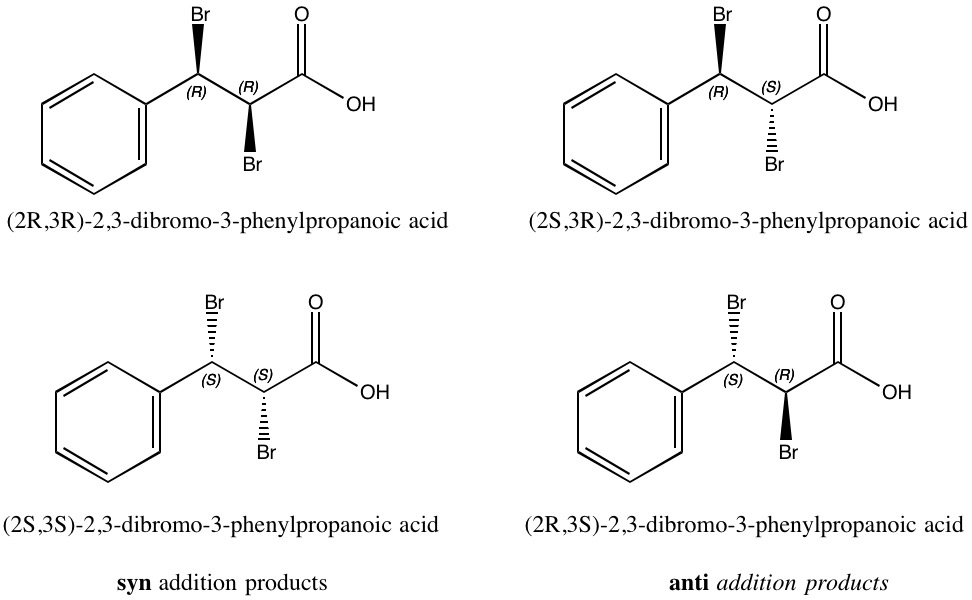 Br O Br O
(R) (R) (R) (S)
OH OH
Br Br
(2R,3R)-2,3-dibromo-3-phenylpropanoic acid (2S,3R)-2,3-dibromo-3-phenylpropanoic acid
Br O Br O
(S) (S) (S) (R)
OH OH
Br Br
(2S,3S)-2,3-dibromo-3-phenylpropanoic acid (2R,3S)-2,3-dibromo-3-phenylpropanoic acid
syn addition products anti addition products